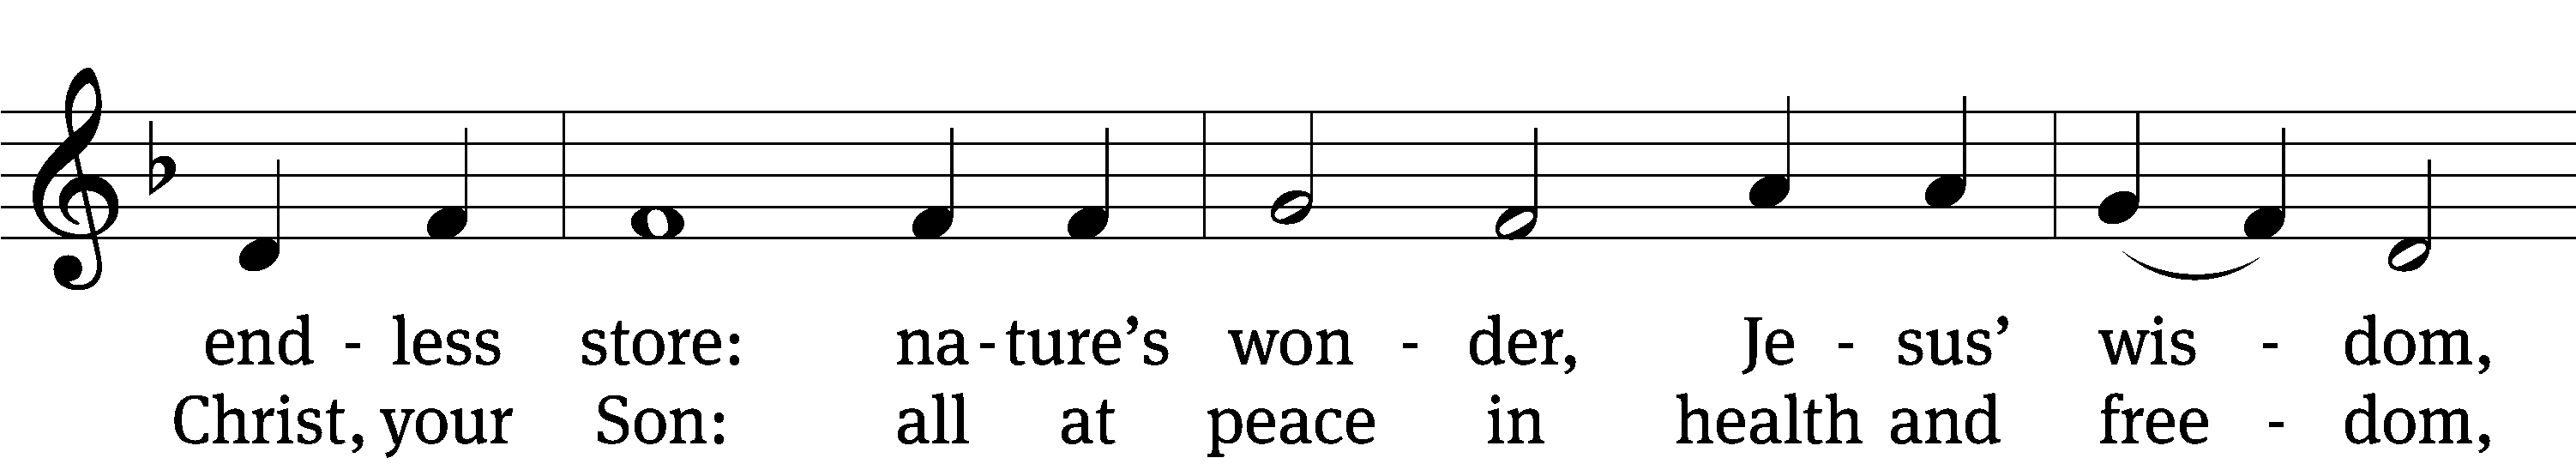 end - less store: na - ture’s won - der, Je - sus’ wis - dom,
Christ, your Son: all at peace in health and free - dom,